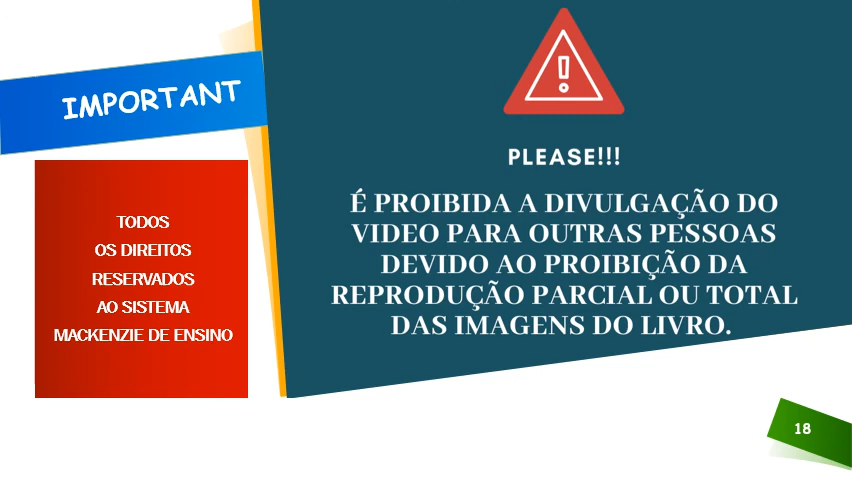 IMPORTANT
TODOS
OS DIREITOS
RESERVADOS
AO SISTEMA
MACKENZIE DE ENSINO
PLEASE!!!
É PROIBIDA A DIVULGAÇÃO DO
VIDEO PARA OUTRAS PESSOAS
DEVIDO AO PROIBIÇÃO DA
REPRODUÇÃO PARCIAL OU TOTAL
DAS IMAGENS DO LIVRO.
18